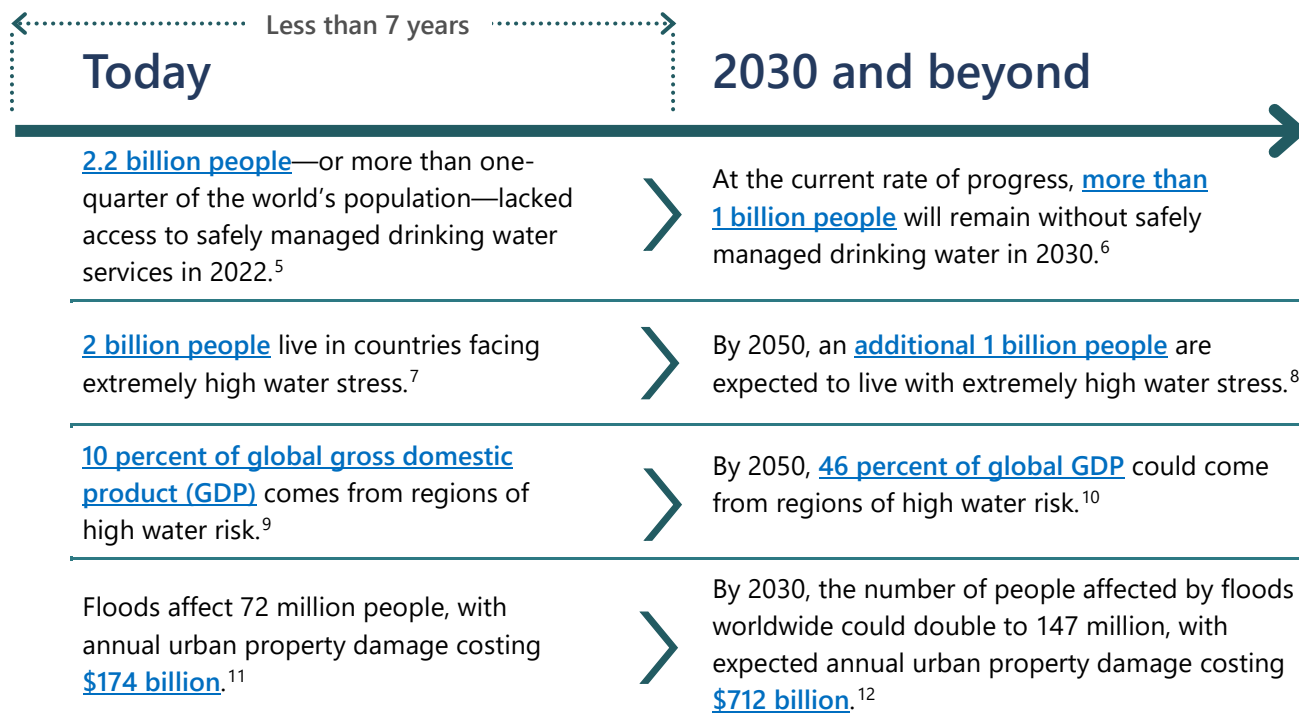 Less than 7 years
Today
2030 and beyond
2.2 billion people—or more than one-
quarter of the world's population—lacked
access to safely managed drinking water
services in 2022.5
At the current rate of progress, more than
1 billion people will remain without safely
managed drinking water in 2030.6
2 billion people live in countries facing
extremely high water stress.7
By 2050, an additional 1 billion people are
expected to live with extremely high water stress.8
10 percent of global gross domestic
product (GDP) comes from regions of
high water risk.9
By 2050, 46 percent of global GDP could come
from regions of high water risk.10
Floods affect 72 million people, with
annual urban property damage costing
$174 billion.11
By 2030, the number of people affected by floods
worldwide could double to 147 million, with
expected annual urban property damage costing
$712 billion.12